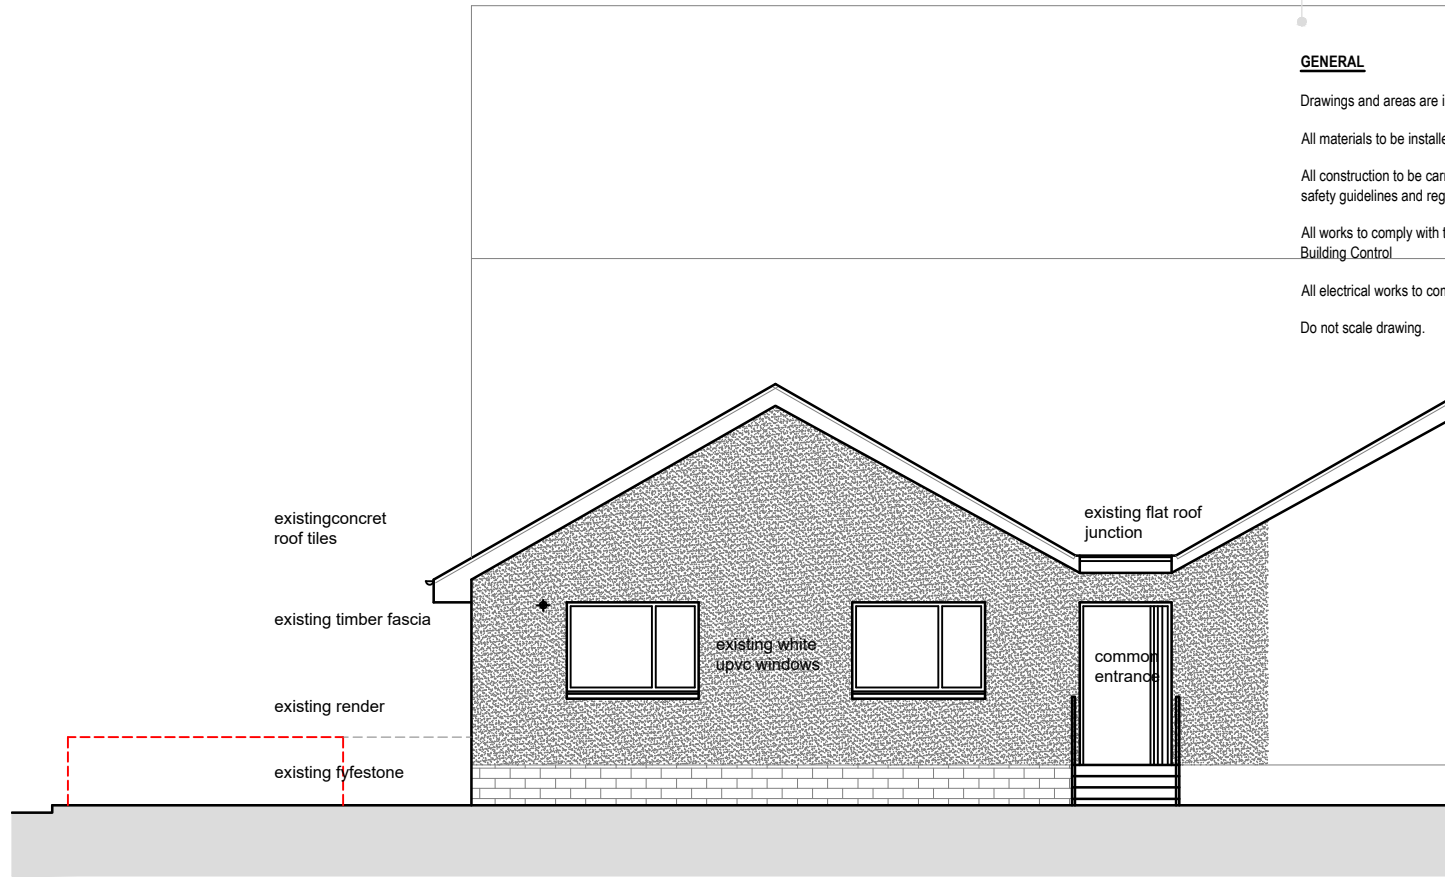 GENERAL
Drawings and areas are i
All materials to be installe
All construction to be carr
safety guidelines and reg
All works to comply with t
Building Control
All electrical works to con
Do not scale drawing.
existingconcret
roof tiles
existing flat roof
junction
existing timber fascia
existing white
upvc windows
common
entrance
existing render
existing fyfestone